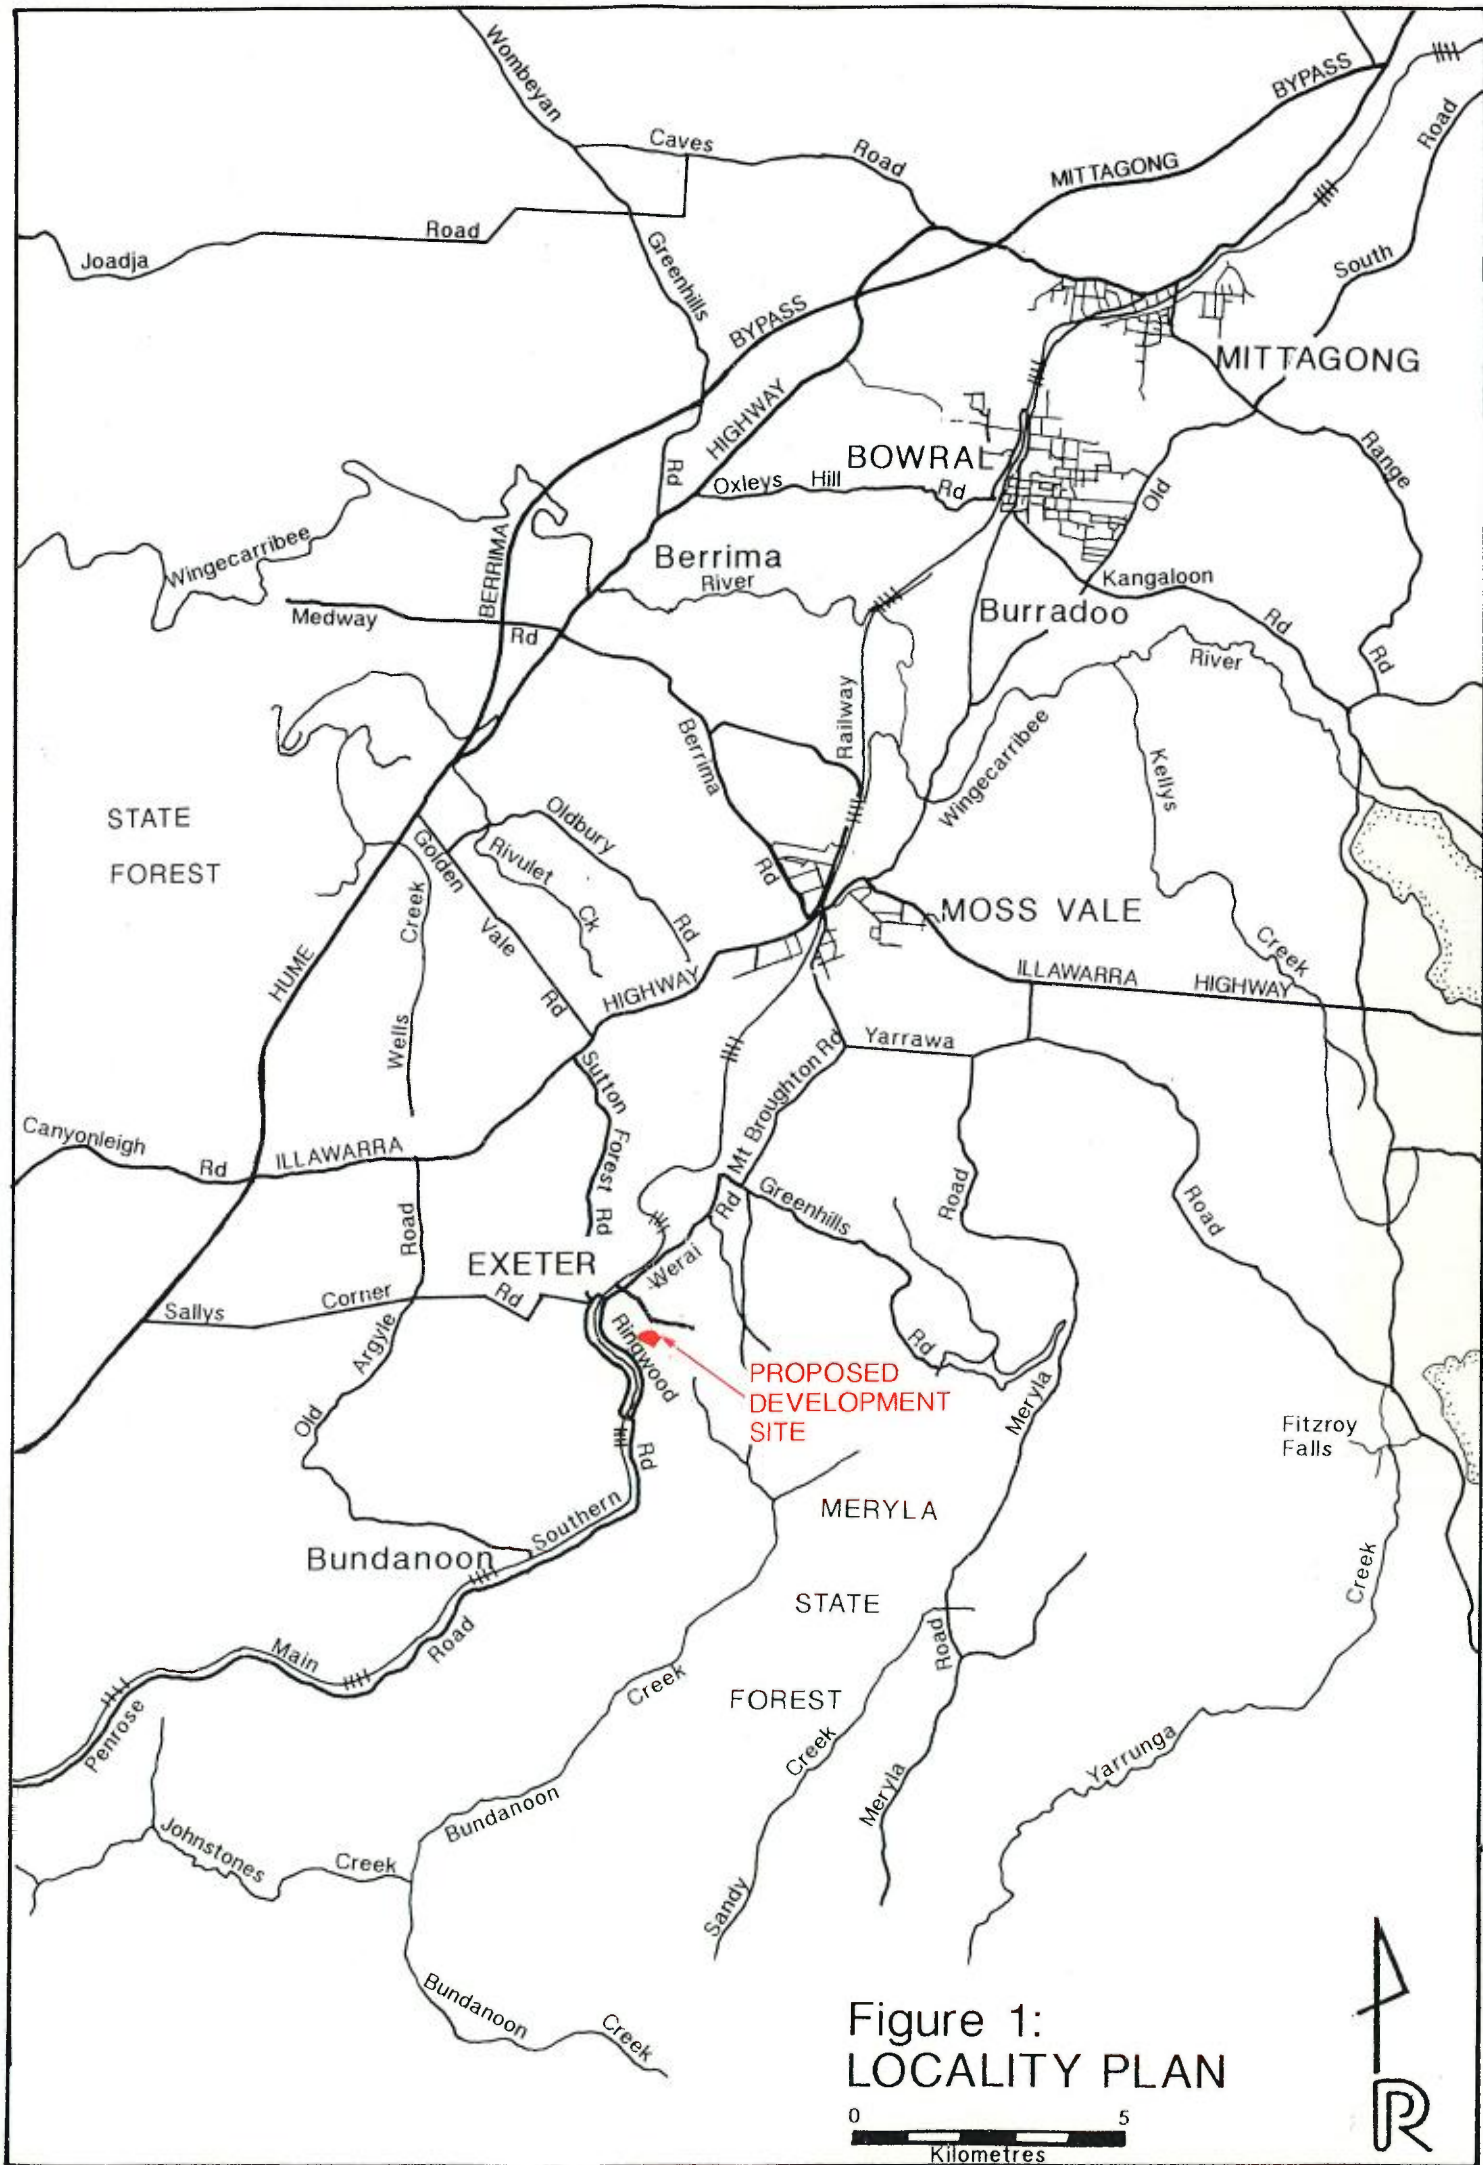 Wombeyan
Caves
Road
BYPASS
MITTAGONG
Road
South
Joadja
Road
Greenhills
BYPASS
HIGHWAY
MITTAGONG
BOWRAL
Range
Rd
Oxleys Hill Rd
Old
BERRIMA
Wingecarribee
Berrima
River
Kangaloon
Rd
Medway
Rd
Burradoo
River
Rd
Railway
Berrima
Wingecarribee
Kellys
STATE
FOREST
Oldbury
Golden
Rivulet
Rd
Creek
Ck
Vale
Rd
MOSS VALE
Creek
HUME
HIGHWAY
Rd
ILLAWARRA HIGHWAY
Wells
Yarrawa
Sutton
Mt Broughton Rd
Canyonleigh
Rd
ILLAWARRA
Forest
Rd
Road
Rd
Greenhills
Road
Road
EXETER
Werai
Sallys
Corner
Rd
Argyle
Ringwood
Rd
PROPOSED
DEVELOPMENT
SITE
Meryla
Old
Rd
Fitzroy
Falls
Southern
MERYLA
Bundanoon
Creek
STATE
Main
Road
Road
Creek
FOREST
Penrose
Creek
Yarrunga
Meryla
Bundanoon
Johnstones
Creek
Sandy
Bundanoon
Creek
Figure 1:
LOCALITY PLAN
0 5
Kilometres
R